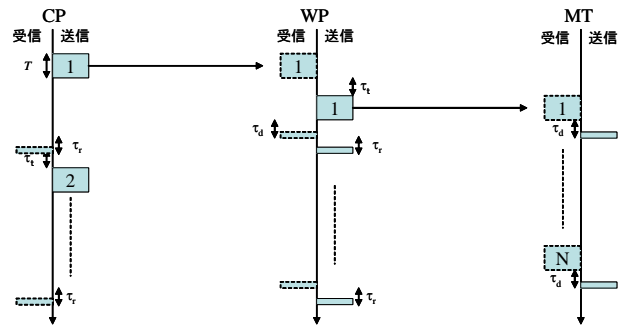 CP WP MT
受信 送信 受信 送信 受信 送信
T 1 1
τt
1 1
τd τr τd
τr
τt
2
N
τd
τr τr